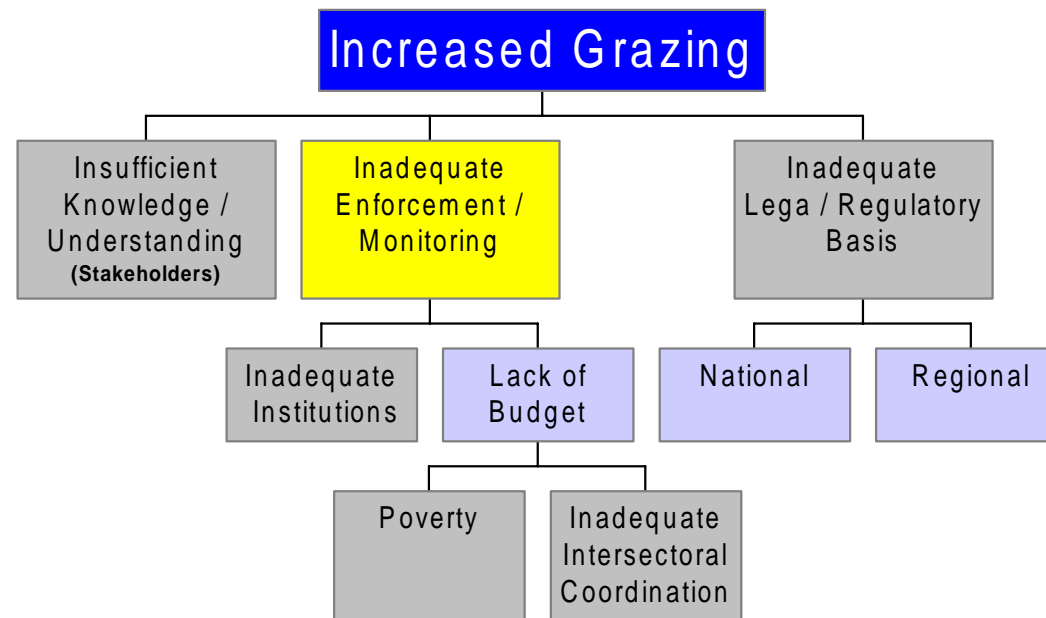 Increased Grazing
Insufficient
Knowledge /
Understanding
(Stakeholders)
Inadequate
Enforcement /
Monitoring
Inadequate
Lega / Regulatory
Basis
Inadequate
Institutions
Lack of
Budget
National
Regional
Poverty
Inadequate
Intersectoral
Coordination